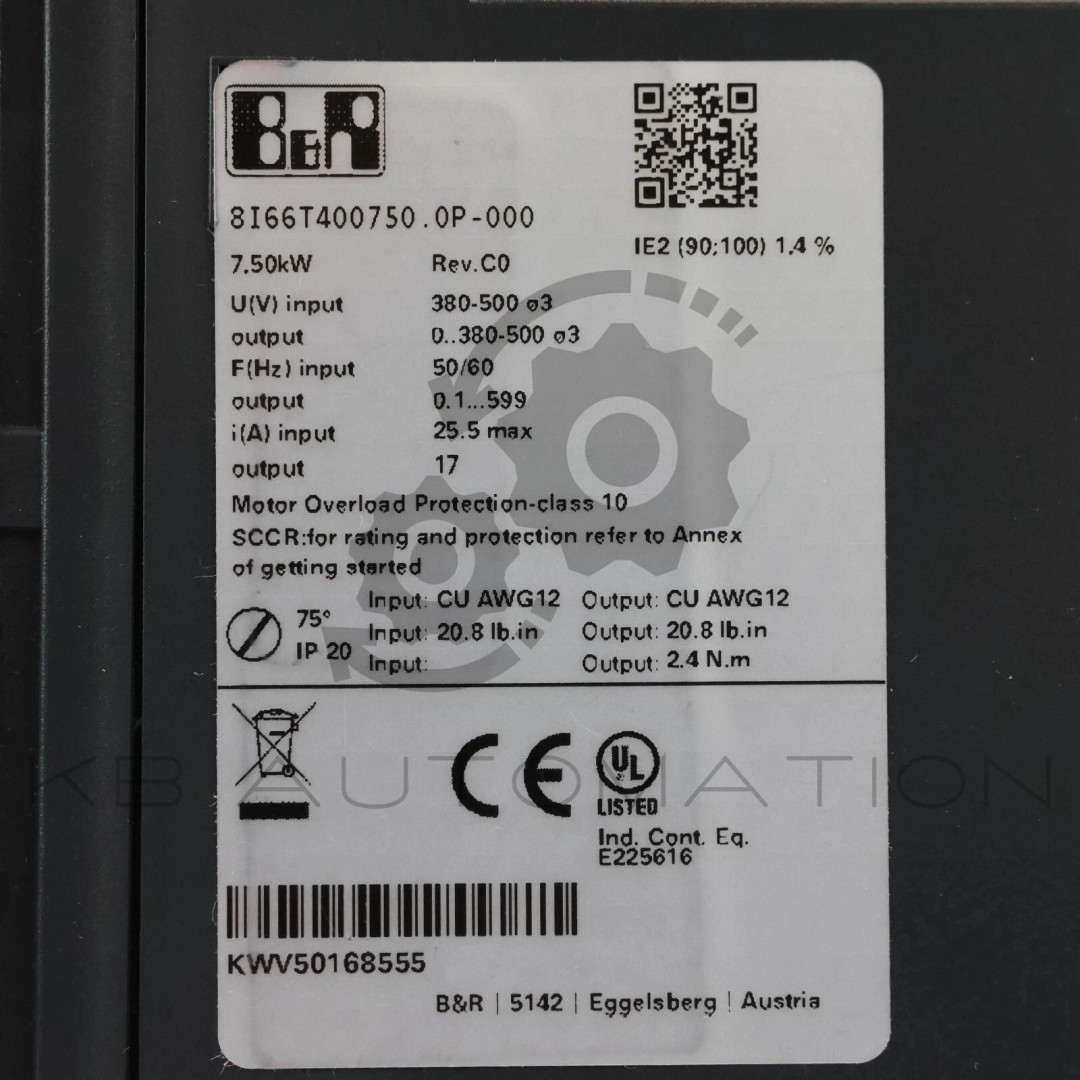 B&R
8I66T400750.0P-000
IE2 (90;100) 1.4 %
7.50kW Rev.C0
U(V) input 380-500 ø3
output 0..380-500 ø3
F(Hz) input 50/60
output 0.1...599
i(A) input 25.5 max
output 17
Motor Overload Protection-class 10
SCCR:for rating and protection refer to Annex
of getting started
Input: CU AWG12 Output: CU AWG12
75° Input: 20.8 lb.in Output: 20.8 lb.in
IP 20 Input: Output: 2.4 N.m
KB AUTOMATION
CE
UL
LISTED
Ind. Cont. Eq.
E225616
KWV50168555
B&R | 5142 | Eggelsberg | Austria